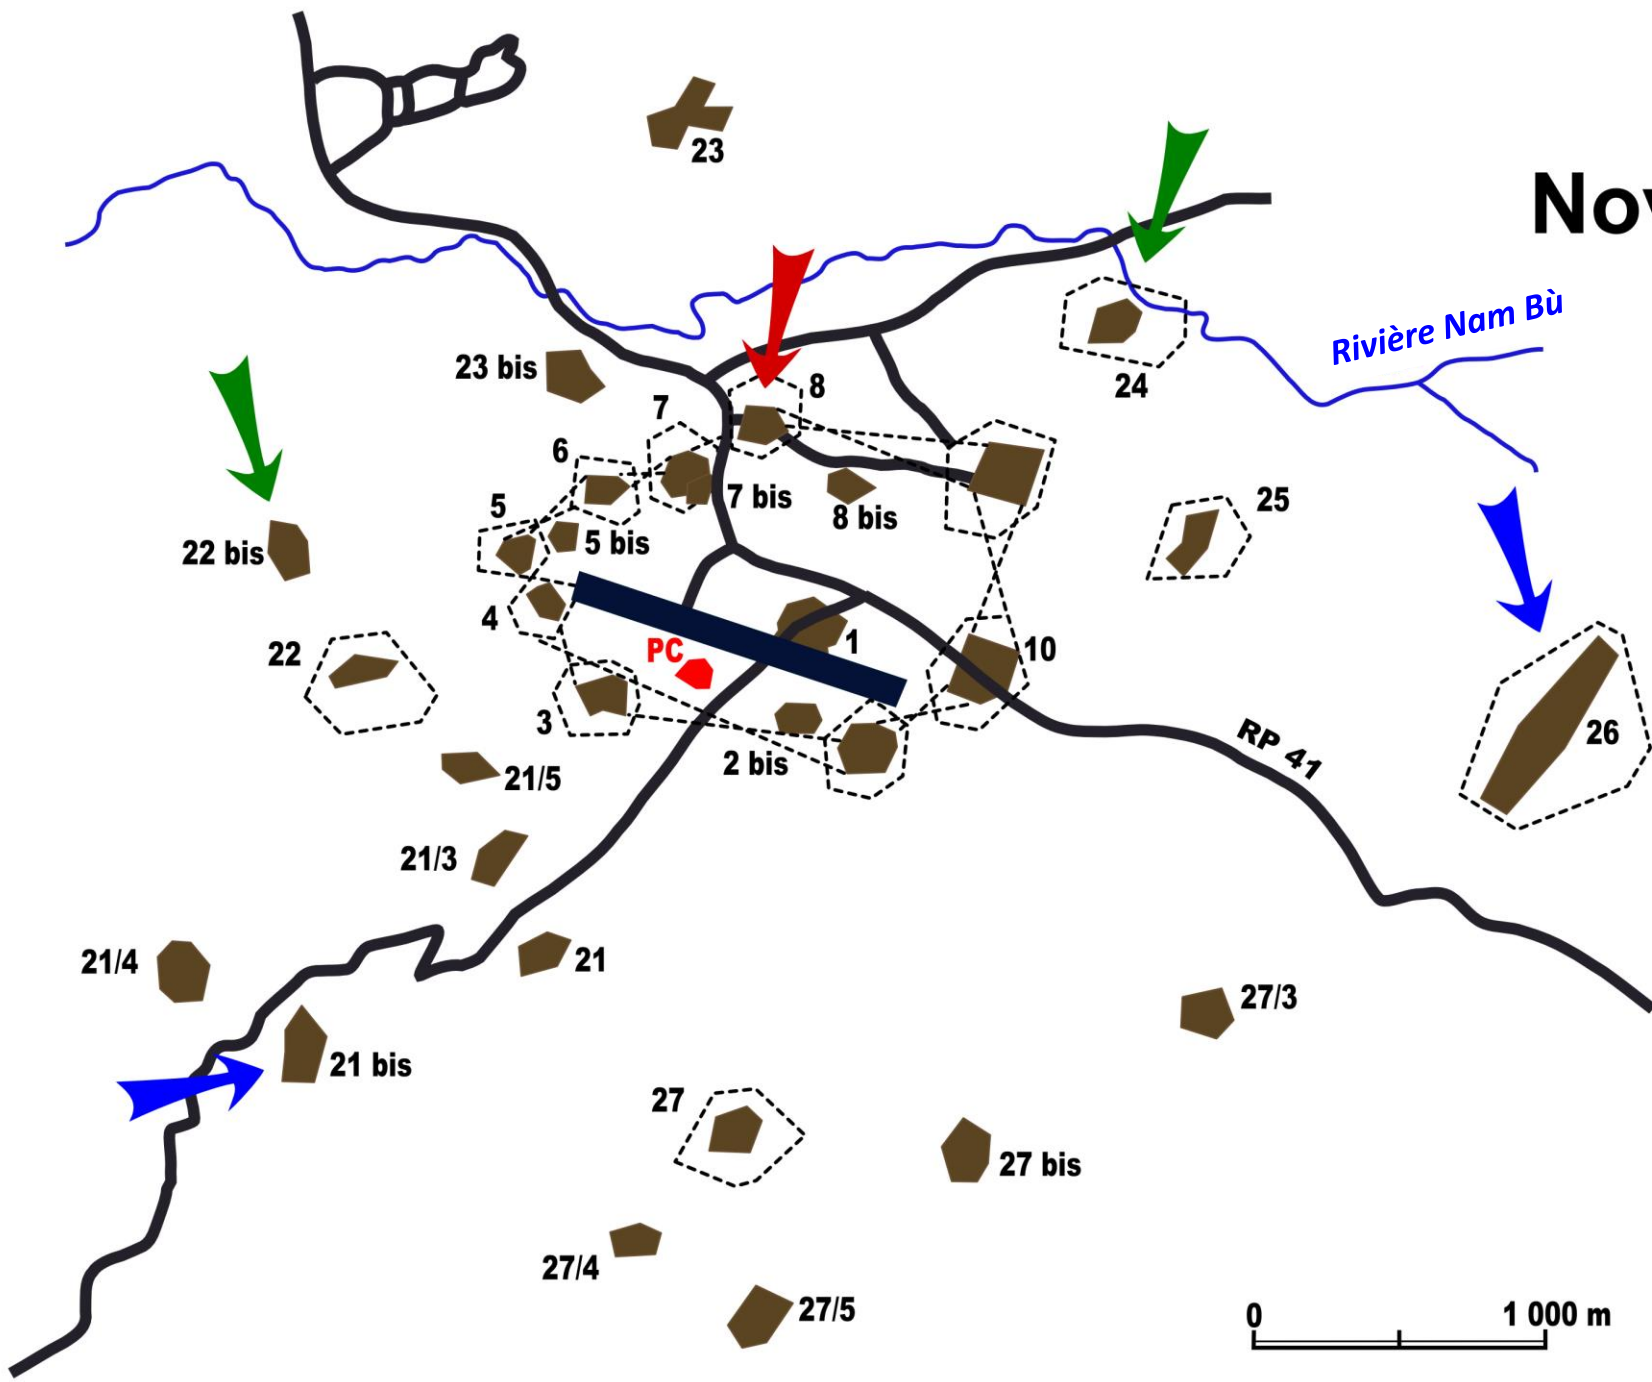 23
Nov
Rivière Nam Bù
23 bis
8
24
7
6
7 bis
8 bis
25
5
5 bis
22 bis
4
PC
1
10
22
3
2 bis
RP 41
26
21/5
21/3
21/4
21
27/3
21 bis
27
27 bis
27/4
27/5
0
1 000 m